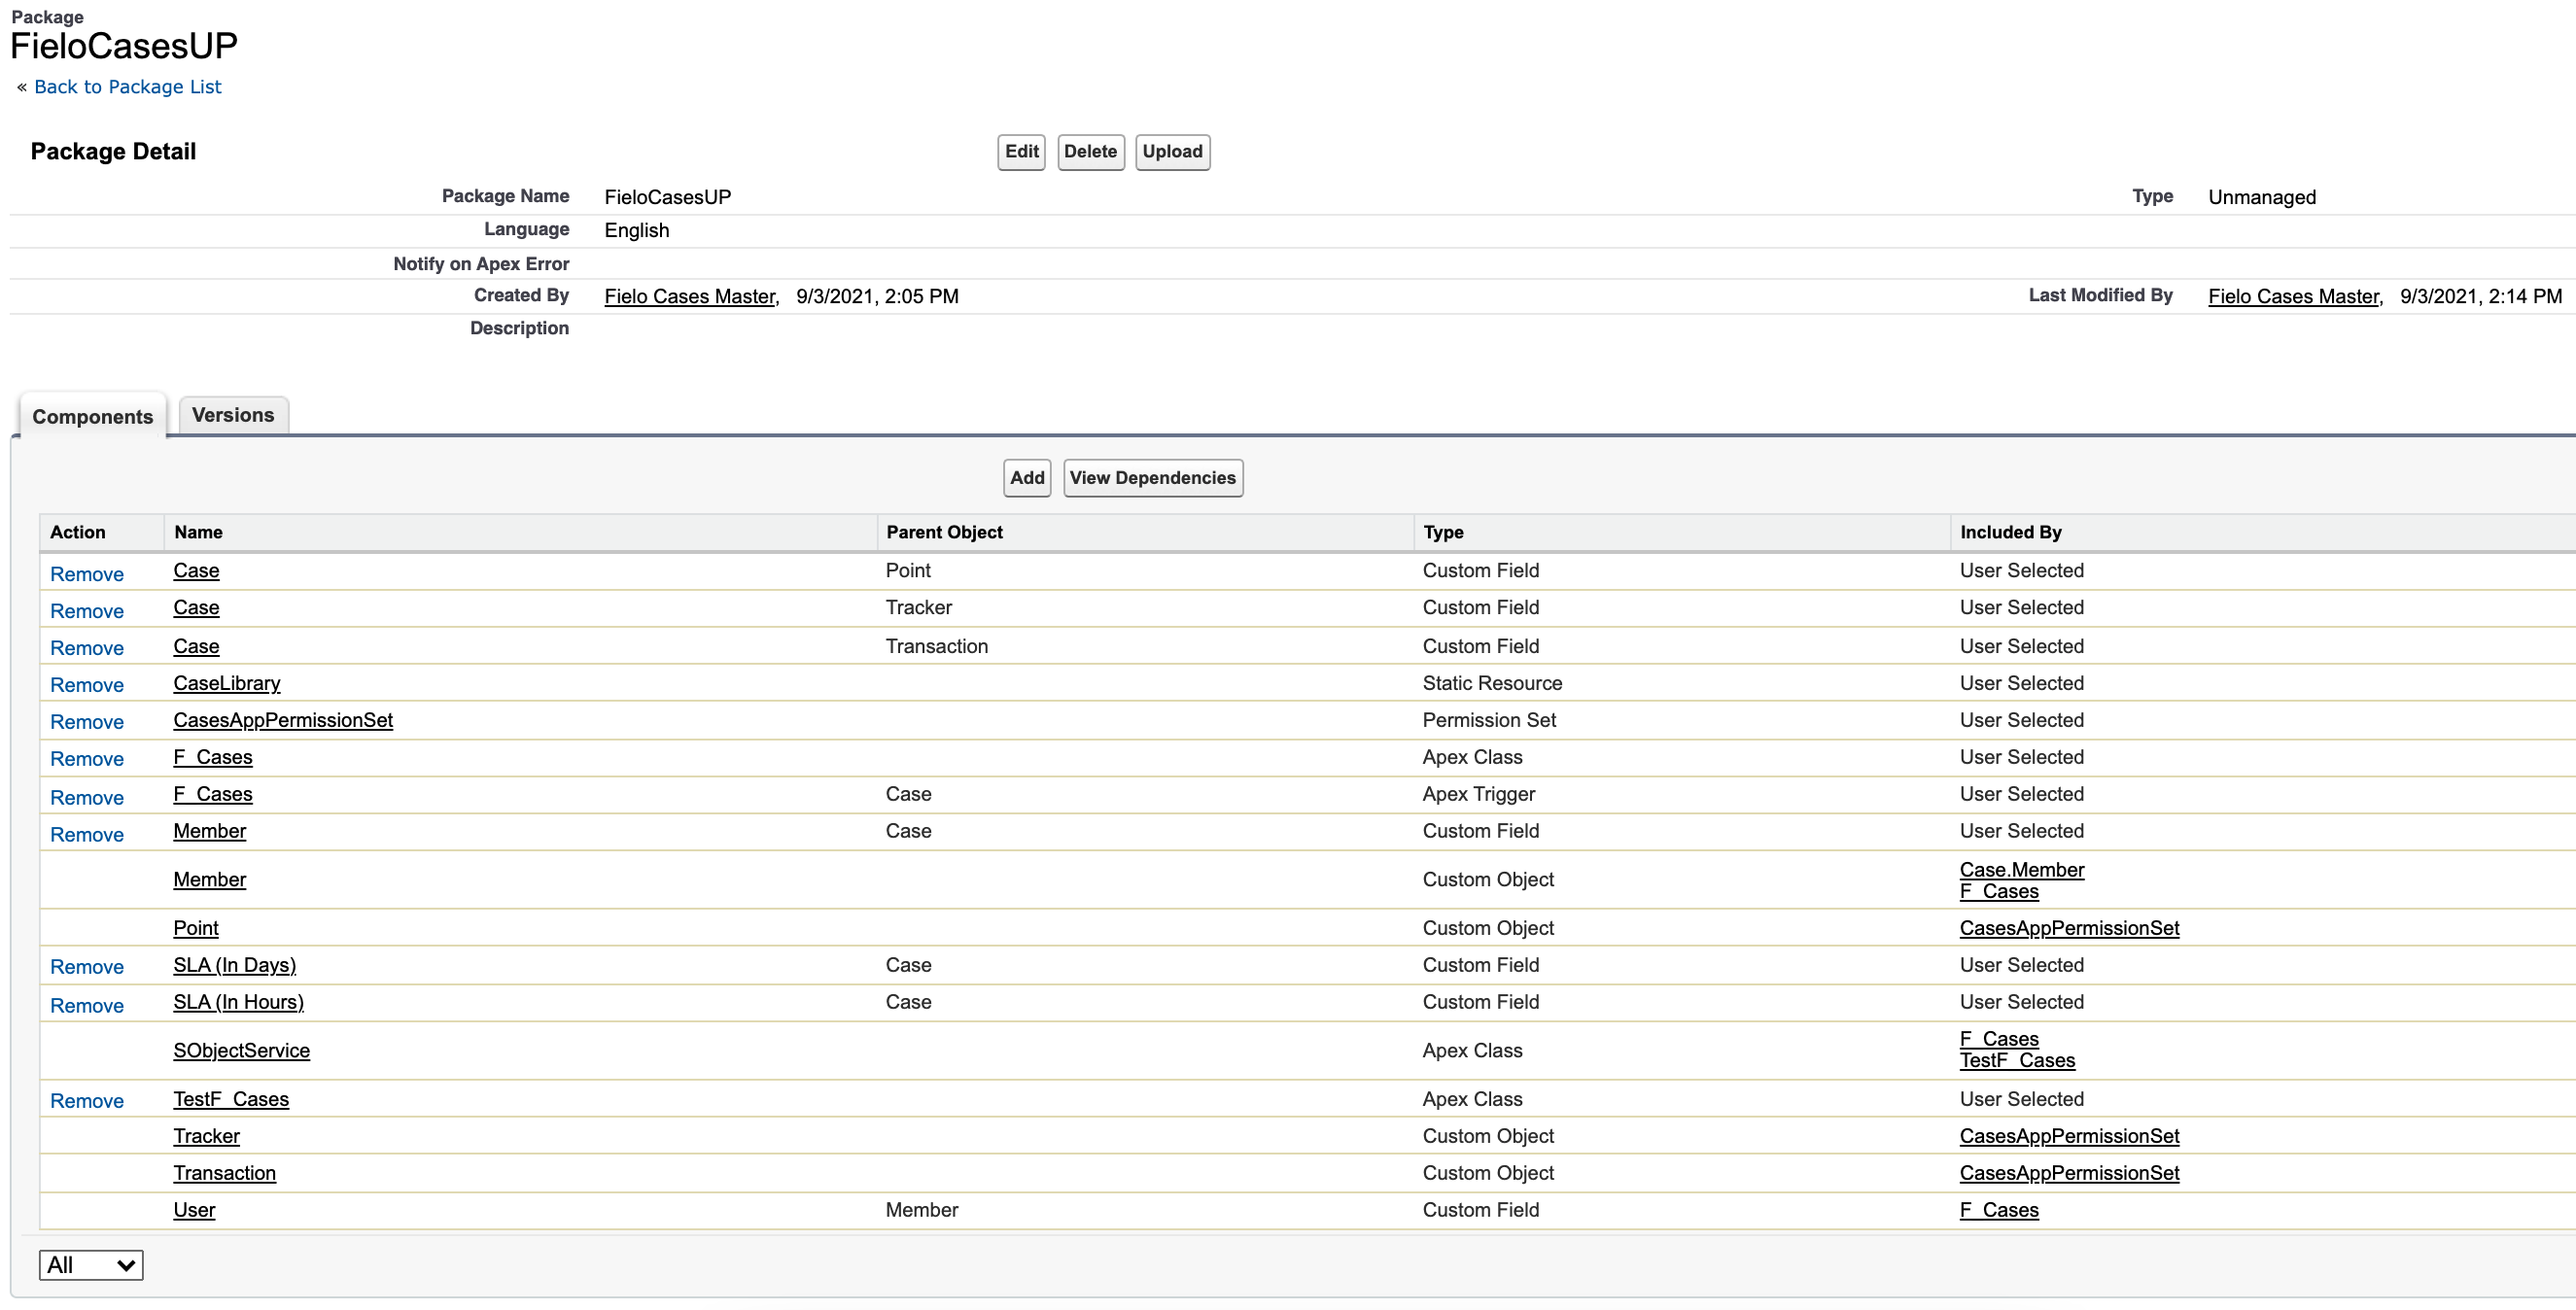 Package
FieloCasesUP
« Back to Package List
Package Detail
Edit Delete Upload
Package Name FieloCasesUP Type Unmanaged
Language English
Notify on Apex Error
Created By Fielo Cases Master, 9/3/2021, 2:05 PM Last Modified By Fielo Cases Master, 9/3/2021, 2:14 PM
Description
Components Versions
Add View Dependencies
Action Name Parent Object Type Included By
Remove Case Point Custom Field User Selected
Remove Case Tracker Custom Field User Selected
Remove Case Transaction Custom Field User Selected
Remove CaseLibrary Static Resource User Selected
Remove CasesAppPermissionSet Permission Set User Selected
Remove F_Cases Apex Class User Selected
Remove F_Cases Case Apex Trigger User Selected
Remove Member Case Custom Field User Selected
Member Custom Object Case.Member
F_Cases
Point Custom Object CasesAppPermissionSet
Remove SLA (In Days) Case Custom Field User Selected
Remove SLA (In Hours) Case Custom Field User Selected
SObjectService Apex Class F_Cases
TestF_Cases
Remove TestF_Cases Apex Class User Selected
Tracker Custom Object CasesAppPermissionSet
Transaction Custom Object CasesAppPermissionSet
User Member Custom Field F_Cases
All